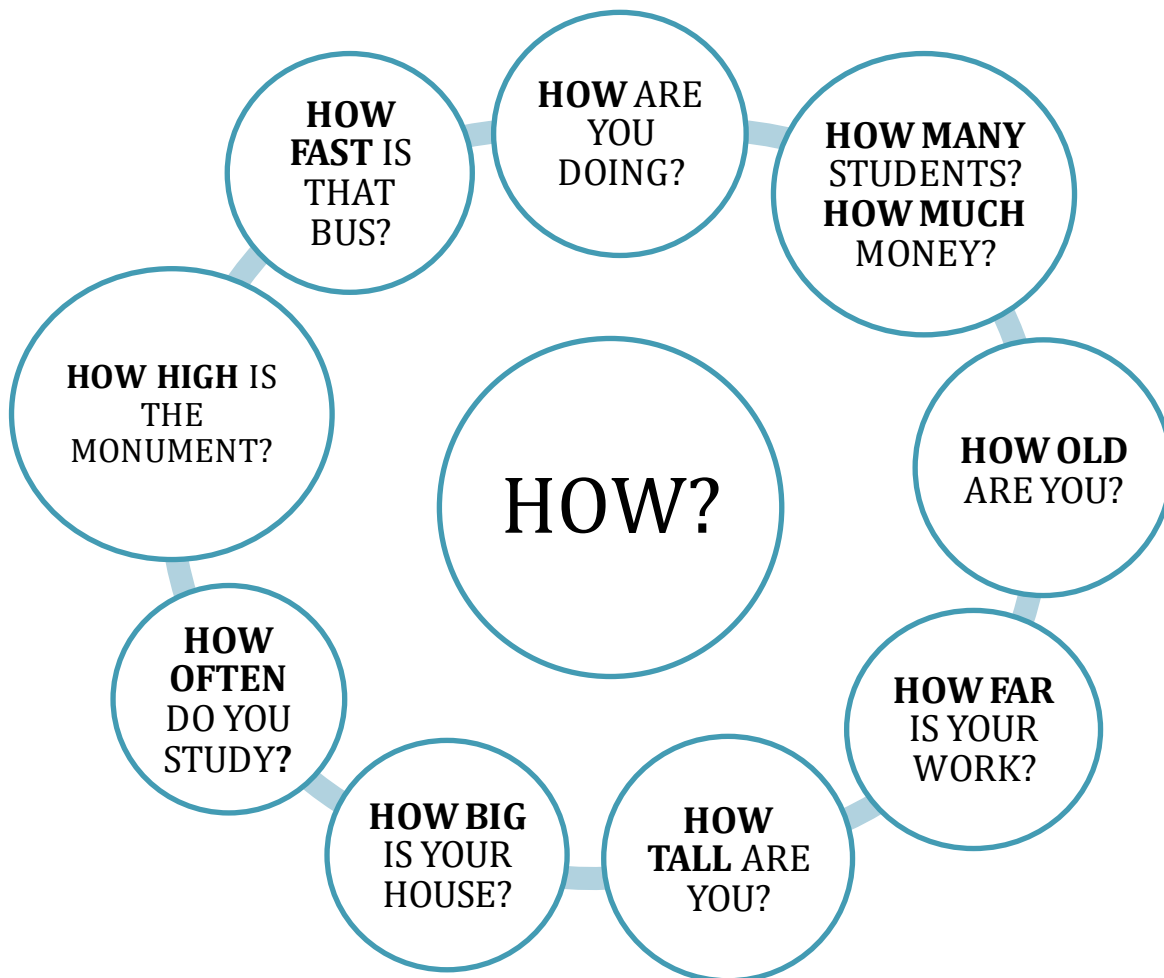 HOW ARE
YOU
DOING?
HOW MANY
STUDENTS?
HOW MUCH
MONEY?
HOW OLD
ARE YOU?
HOW FAR
IS YOUR
WORK?
HOW
TALL ARE
YOU?
HOW BIG
IS YOUR
HOUSE?
HOW
OFTEN
DO YOU
STUDY?
HOW HIGH IS
THE
MONUMENT?
HOW
FAST IS
THAT
BUS?
HOW?